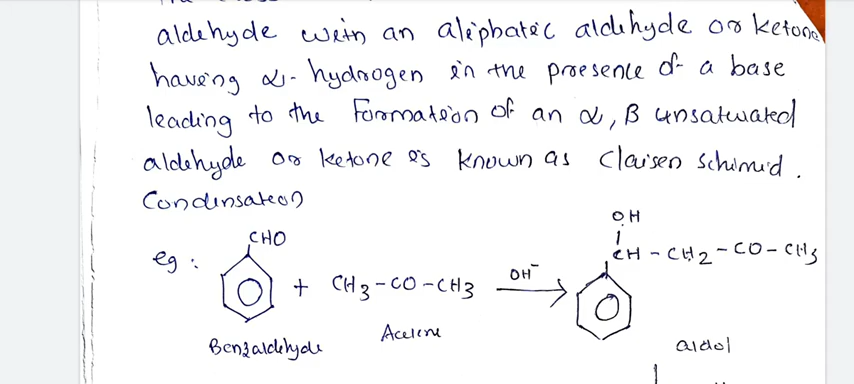 aldehyde with an aliphatic aldehyde or ketone
having α- hydrogen in the presence of a base
leading to the Formation of an α, β unsaturated
aldehyde or ketone is known as Claisen schimid.
Condensation
OH
CHO
CH - CH2 - CO - CH3
eg : + CH3-CO-CH3 OH-
Benzaldehyde Acetone
aldol